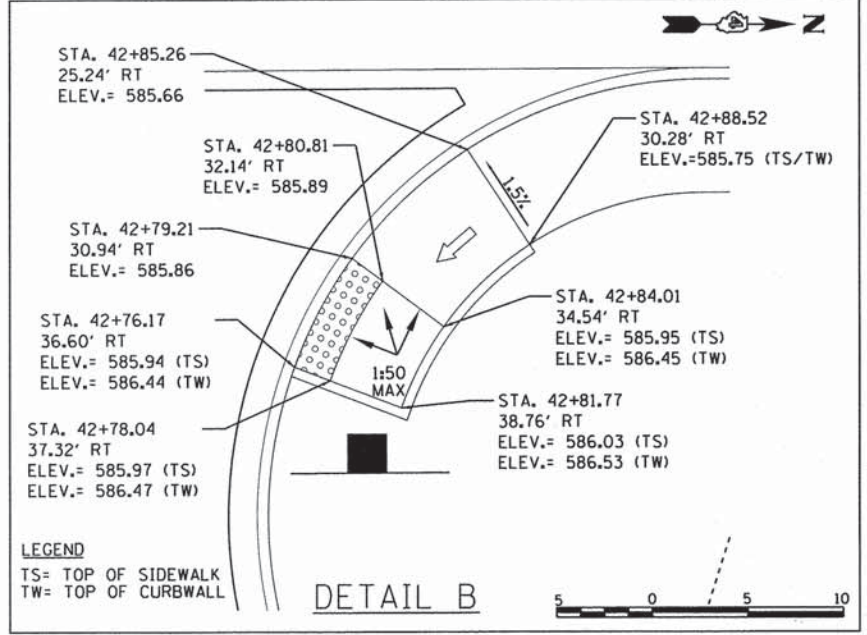 N
STA. 42+85.26
25.24' RT
ELEV.= 585.66
STA. 42+88.52
30.28' RT
ELEV.=585.75 (TS/TW)
STA. 42+80.81
32.14' RT
ELEV.= 585.89
1.5%
STA. 42+79.21
30.94' RT
ELEV.= 585.86
STA. 42+84.01
34.54' RT
ELEV.= 585.95 (TS)
586.45 (TW)
STA. 42+76.17
36.60' RT
ELEV.= 585.94 (TS)
ELEV.= 586.44 (TW)
1:50
MAX
STA. 42+81.77
38.76' RT
ELEV.= 586.03 (TS)
ELEV.= 586.53 (TW)
STA. 42+78.04
37.32' RT
ELEV.= 585.97 (TS)
ELEV.= 586.47 (TW)
LEGEND
TS= TOP OF SIDEWALK
TW= TOP OF CURBWALL
DETAIL B
5 0 5 10